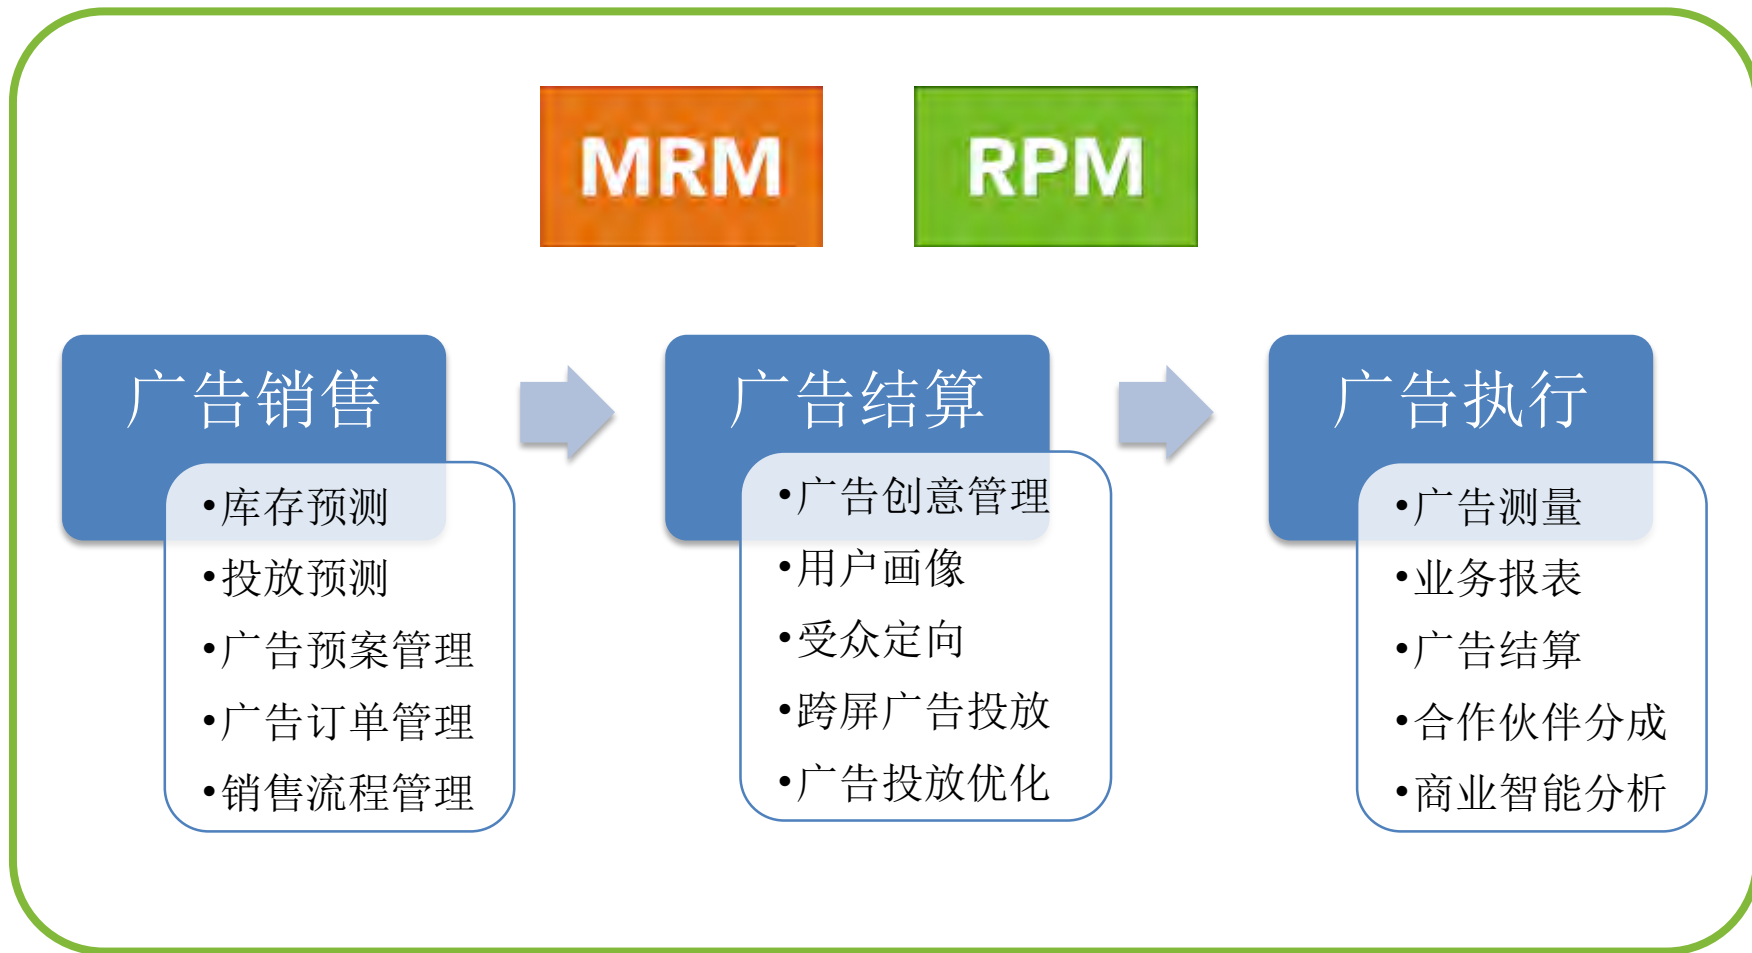 MRM
RPM
广告销售
•库存预测
•投放预测
•广告预案管理
•广告订单管理
•销售流程管理
广告结算
•广告创意管理
•用户画像
•受众定向
•跨屏广告投放
•广告投放优化
广告执行
•广告测量
•业务报表
•广告结算
•合作伙伴分成
•商业智能分析